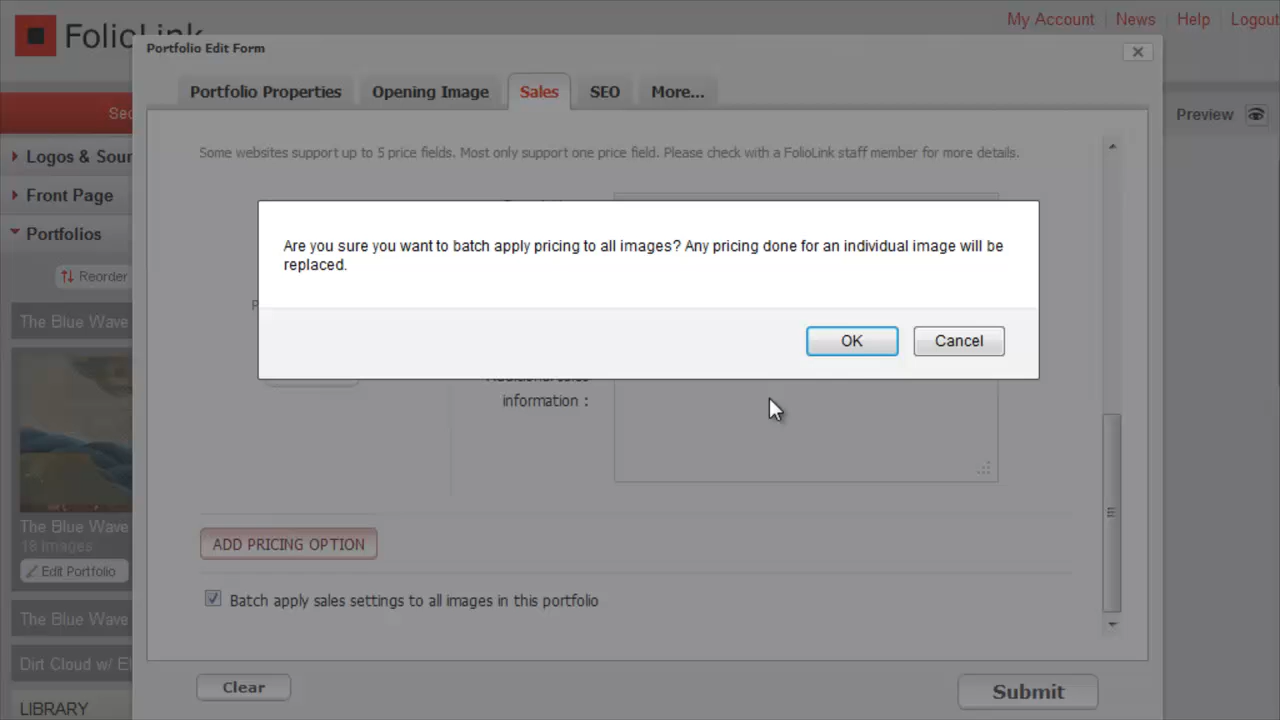 FolioLink
My Account
News
Help
Logout
Portfolio Edit Form
Portfolio Properties
Opening Image
Sales
SEO
More...
Preview
Logos & Sour
Front Page
Portfolios
Reorder
The Blue Wave
The Blue Wave
18 Images
Edit Portfolio
The Blue Wave
Dirt Cloud w/ El
LIBRARY
Some websites support up to 5 price fields. Most only support one price field. Please check with a FolioLink staff member for more details.
Are you sure you want to batch apply pricing to all images? Any pricing done for an individual image will be
replaced.
OK
Cancel
information :
ADD PRICING OPTION
Batch apply sales settings to all images in this portfolio
Clear
Submit